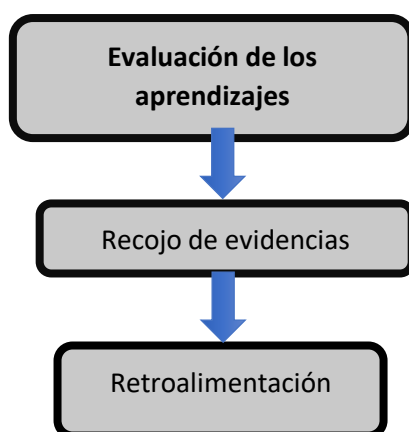 Evaluación de los
aprendizajes
Recojo de evidencias
Retroalimentación